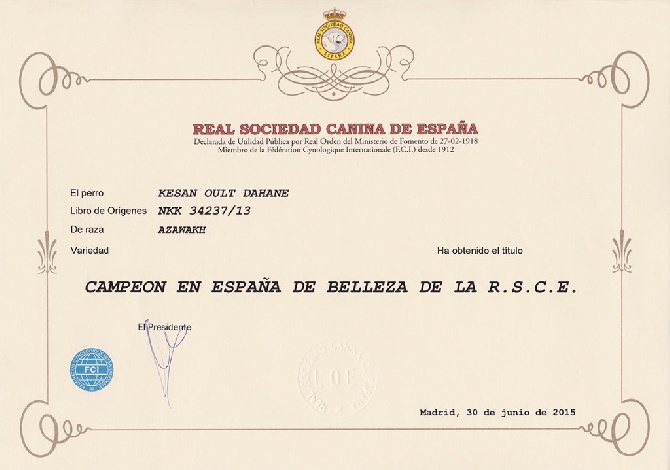 REAL SOCIEDAD CANINA DE ESPAÑA
Declarada de Utilidad Pública por Real Orden del Ministerio de Fomento de 27-02-1918
Miembro de la Fédération Cynologique Internationale (F.C.I.) desde 1912
El perro KESAN OULT DAHANE
Libro de Orígenes NKK 34237/13
De raza AZAWAKH
Variedad Ha obtenido el título
CAMPEON EN ESPAÑA DE BELLEZA DE LA R.S.C.E.
El Presidente
FCI
L.O.E.
Madrid, 30 de junio de 2015